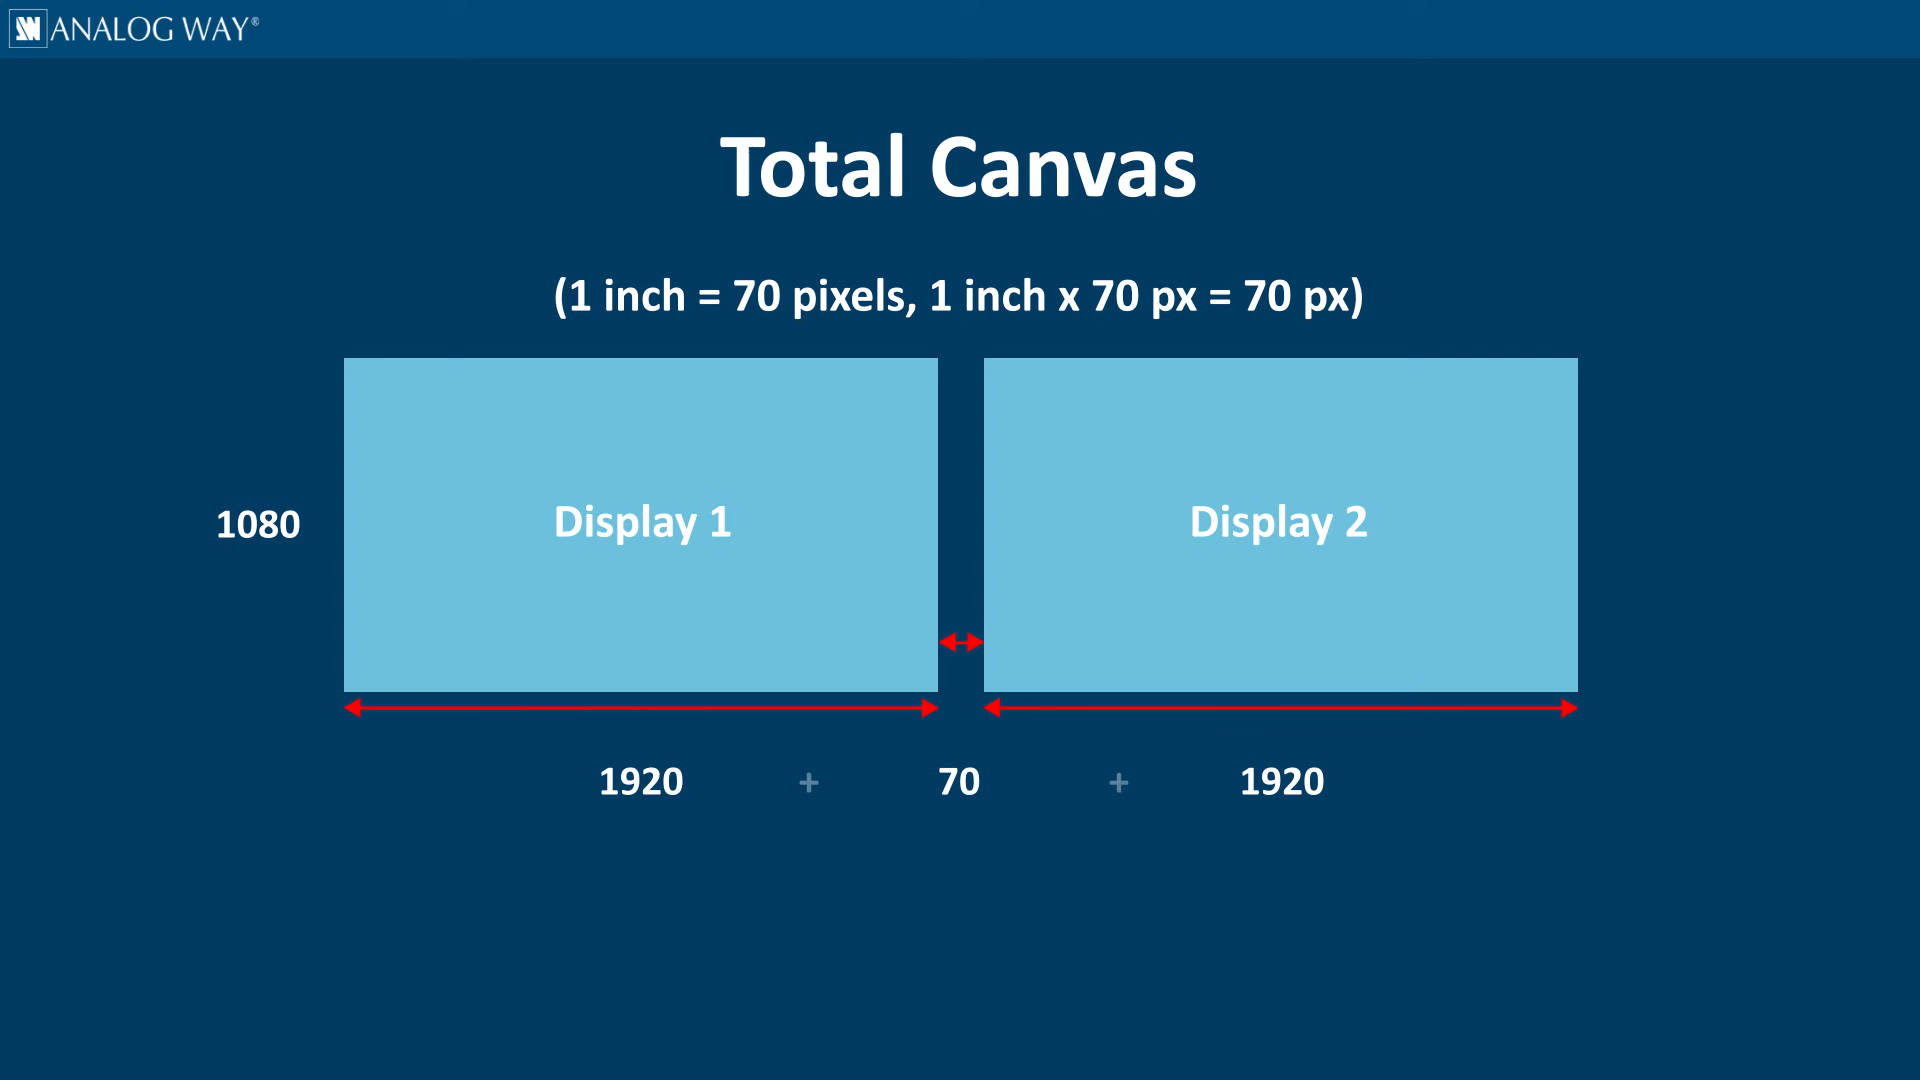 ANALOG WAY®
Total Canvas
(1 inch = 70 pixels, 1 inch x 70 px = 70 px)
1080
Display 1
Display 2
1920 + 70 + 1920